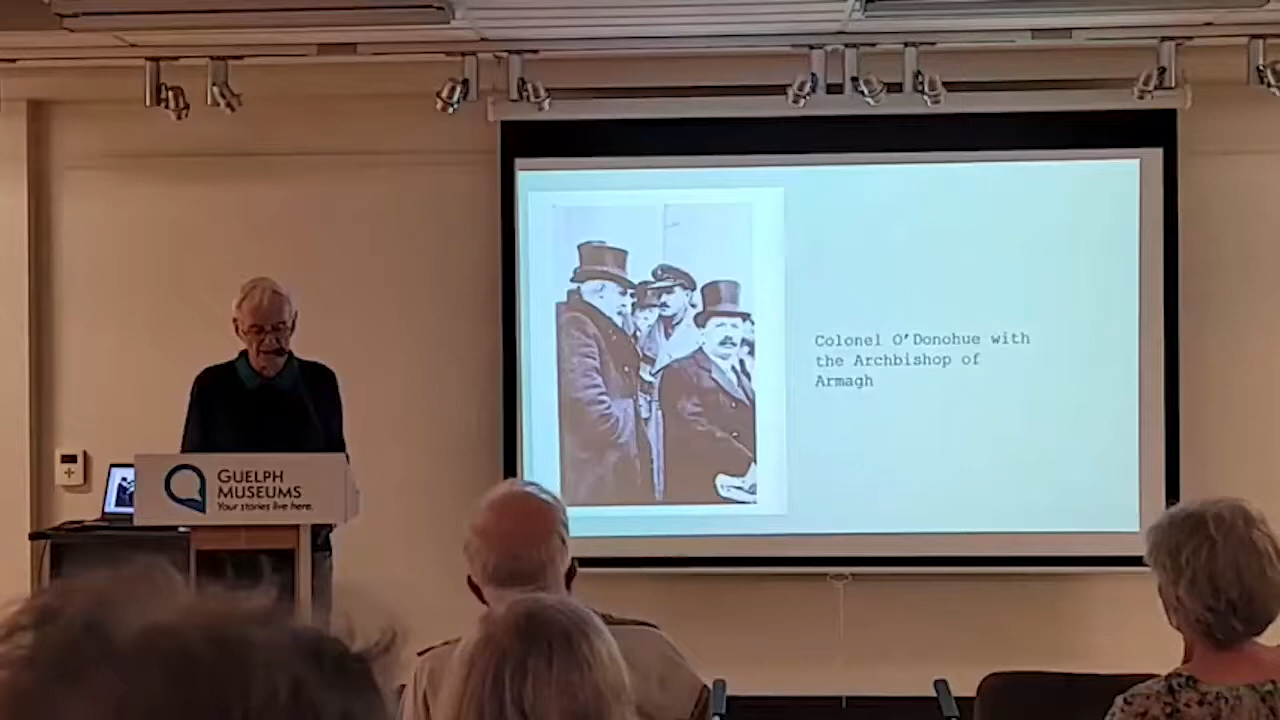 GUELPH
MUSEUMS
Your stories live here.
Colonel O'Donohue with
the Archbishop of
Armagh